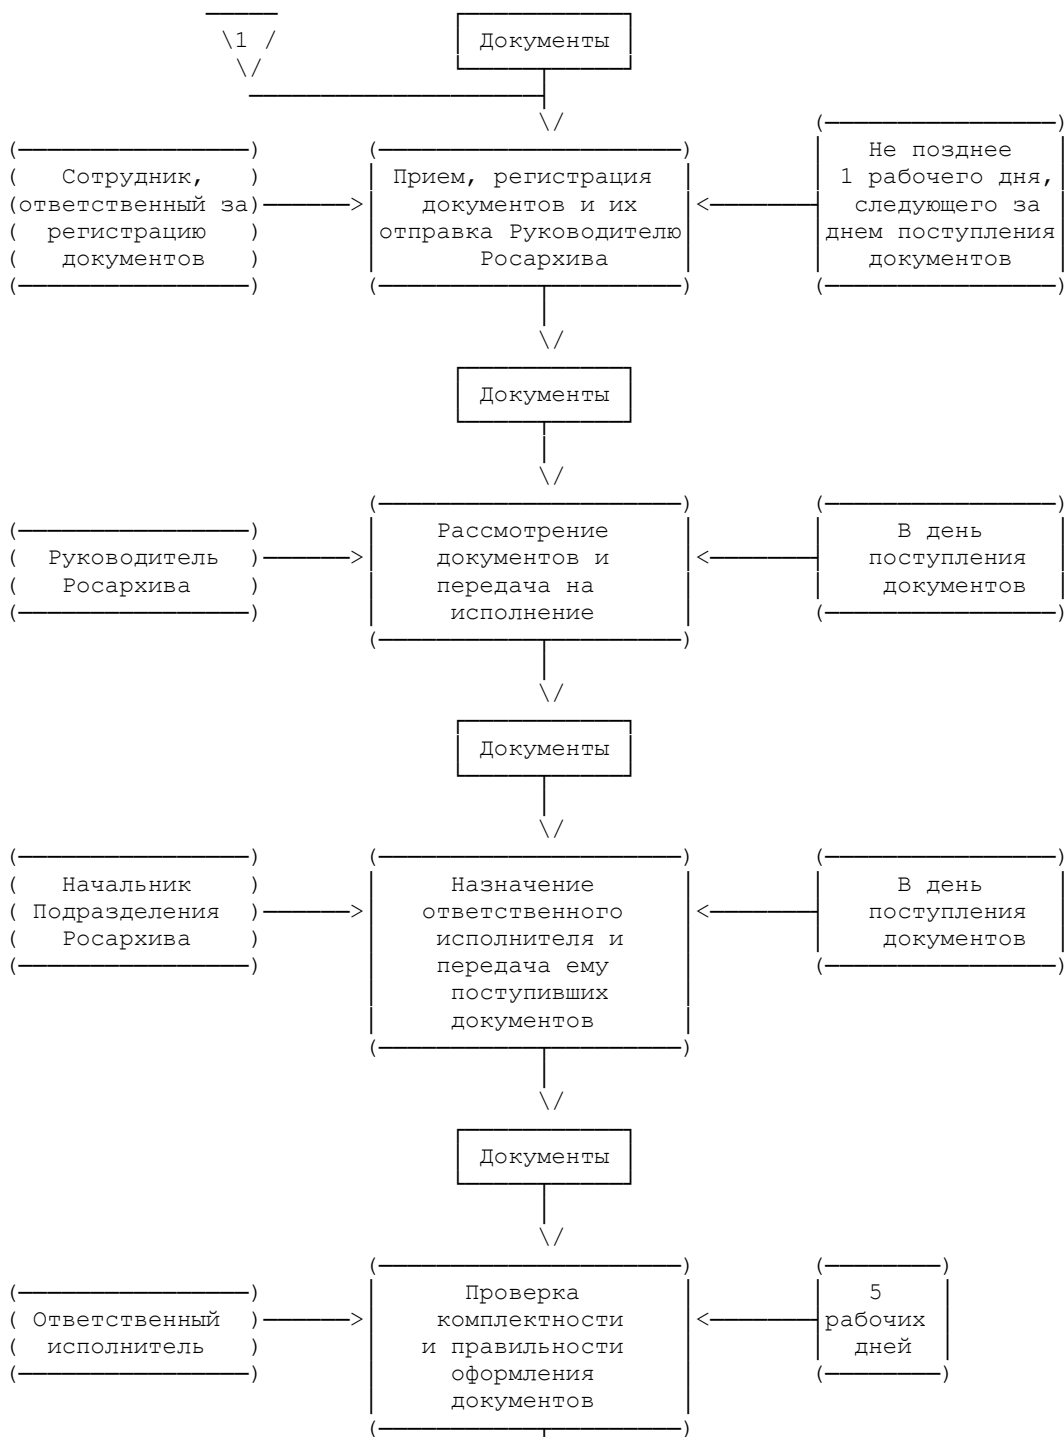 1
Документы
Сотрудник,
ответственный за
регистрацию
документов
Прием, регистрация
документов и их
отправка Руководителю
Росархива
Не позднее
1 рабочего дня,
следующего за
днем поступления
документов
Документы
Руководитель
Росархива
Рассмотрение
документов и
передача на
исполнение
В день
поступления
документов
Документы
Начальник
Подразделения
Росархива
Назначение
ответственного
исполнителя и
передача ему
поступивших
документов
В день
поступления
документов
Документы
Ответственный
исполнитель
Проверка
комплектности
и правильности
оформления
документов
5
рабочих
дней